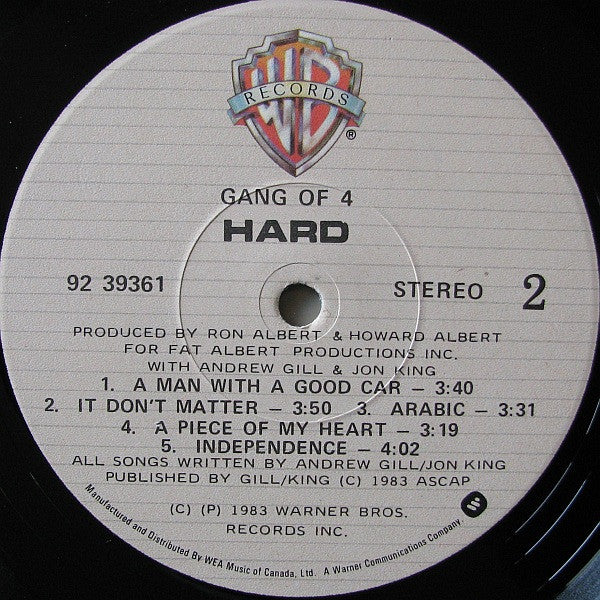 WB
RECORDS
®
GANG OF 4
HARD
92 39361
STEREO 2
PRODUCED BY RON ALBERT & HOWARD ALBERT
FOR FAT ALBERT PRODUCTIONS INC.
WITH ANDREW GILL & JON KING
1. A MAN WITH A GOOD CAR – 3:40
2. IT DON'T MATTER – 3:50 3. ARABIC – 3:31
4. A PIECE OF MY HEART – 3:19
5. INDEPENDENCE – 4:02
ALL SONGS WRITTEN BY ANDREW GILL/JON KING
PUBLISHED BY GILL/KING (C) 1983 ASCAP
(C) (P) 1983 WARNER BROS.
RECORDS INC.
Manufactured and Distributed By WEA Music of Canada, Ltd. A Warner Communications Company